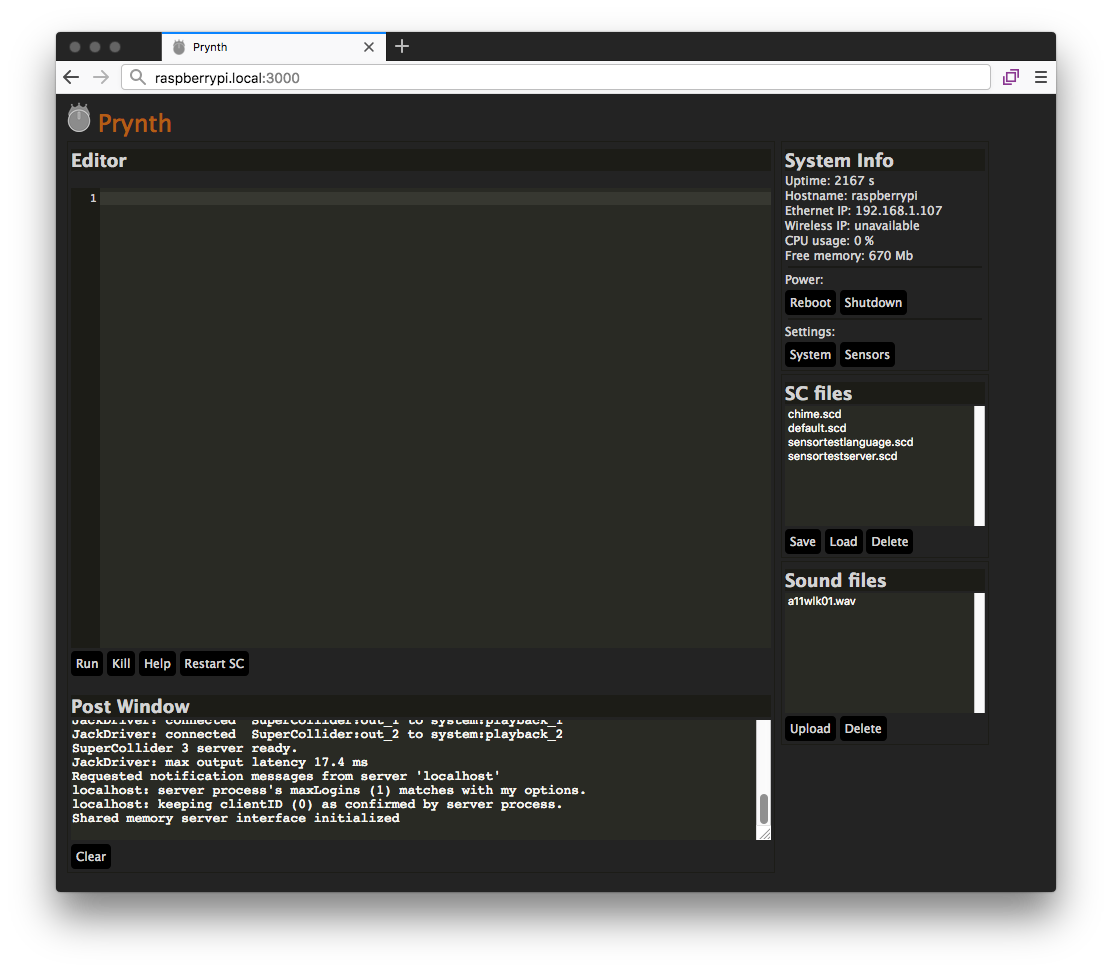 Prynth
raspberrypi.local:3000
Prynth
Editor
1
Run Kill Help Restart SC
Post Window
JackDriver: connected  SuperCollider:out_1 to system:playback_1
JackDriver: connected  SuperCollider:out_2 to system:playback_2
SuperCollider 3 server ready.
JackDriver: max output latency 17.4 ms
Requested notification messages from server 'localhost'
localhost: server process's maxLogins (1) matches with my options.
localhost: keeping clientID (0) as confirmed by server process.
Shared memory server interface initialized
Clear
System Info
Uptime: 2167 s
Hostname: raspberrypi
Ethernet IP: 192.168.1.107
Wireless IP: unavailable
CPU usage: 0 %
Free memory: 670 Mb
Power:
Reboot Shutdown
Settings:
System Sensors
SC files
chime.scd
default.scd
sensortestlanguage.scd
sensortestserver.scd
Save Load Delete
Sound files
a11wlk01.wav
Upload Delete